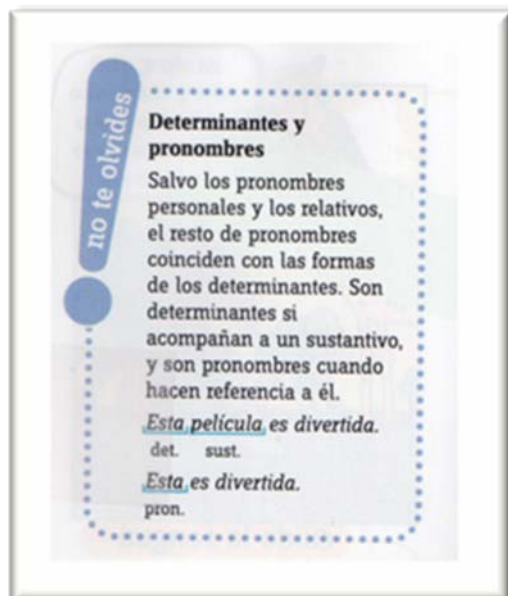 no te olvides
Determinantes y
pronombres
Salvo los pronombres
personales y los relativos,
el resto de pronombres
coinciden con las formas
de los determinantes. Son
determinantes si
acompañan a un sustantivo,
y son pronombres cuando
hacen referencia a él.
Esta película es divertida.
det. sust.
Esta es divertida.
pron.